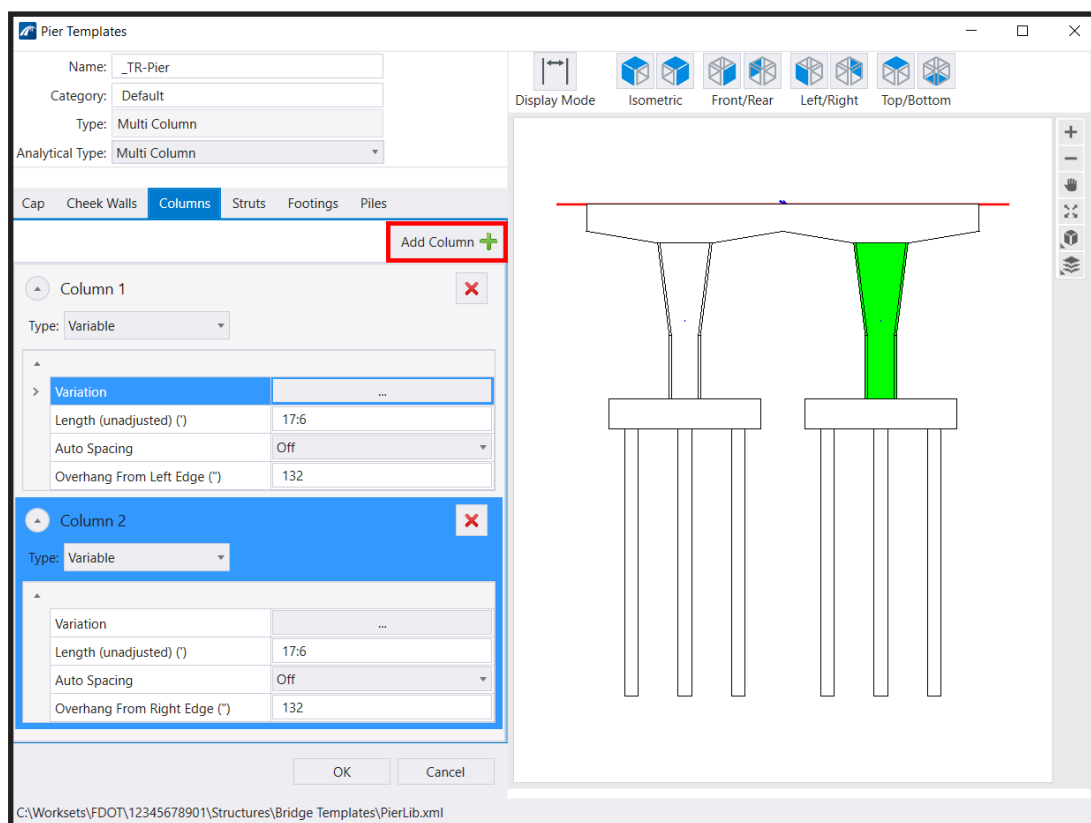 Pier Templates
Name: _TR-Pier
Category: Default
Type: Multi Column
Analytical Type: Multi Column
Display Mode Isometric Front/Rear Left/Right Top/Bottom
Cap Cheek Walls Columns Struts Footings Piles
Add Column
Column 1
Type: Variable
Variation ...
Length (unadjusted) (') 17:6
Auto Spacing Off
Overhang From Left Edge (") 132
Column 2
Type: Variable
Variation ...
Length (unadjusted) (') 17:6
Auto Spacing Off
Overhang From Right Edge (") 132
OK Cancel
C:\Worksets\FDOT\12345678901\Structures\Bridge Templates\PierLib.xml